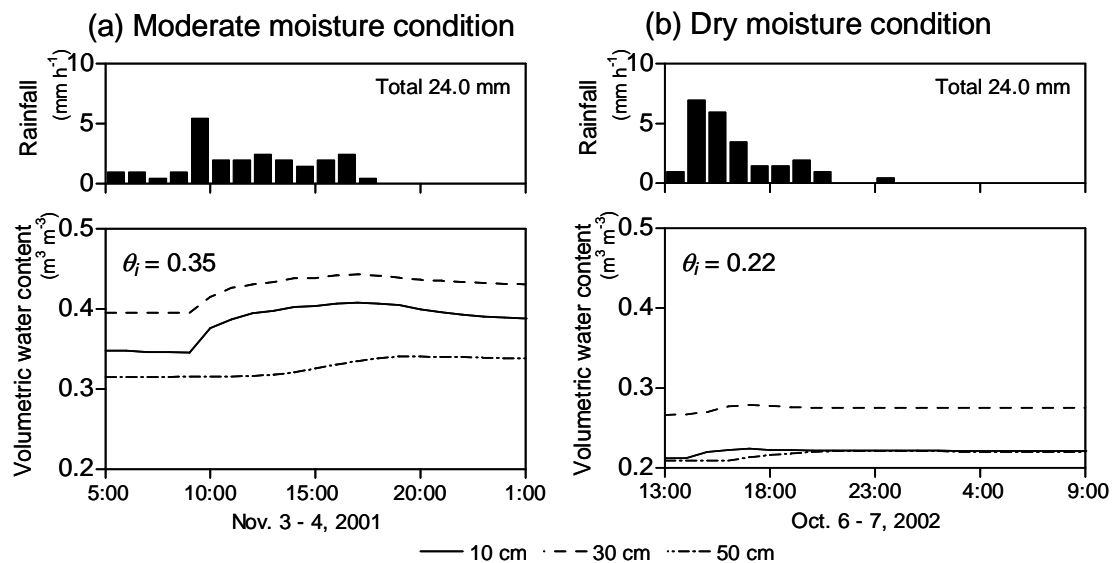 (a) Moderate moisture condition
(b) Dry moisture condition
Rainfall
(mm h-1)
10
5
0
Total 24.0 mm
Rainfall
(mm h-1)
10
5
0
Total 24.0 mm
Volumetric water content
(m3 m-3)
0.5
0.4
0.3
0.2
θi = 0.35
5:00 10:00 15:00 20:00 1:00
Nov. 3 - 4, 2001
Volumetric water content
(m3 m-3)
0.5
0.4
0.3
0.2
θi = 0.22
13:00 18:00 23:00 4:00 9:00
Oct. 6 - 7, 2002
10 cm 30 cm 50 cm